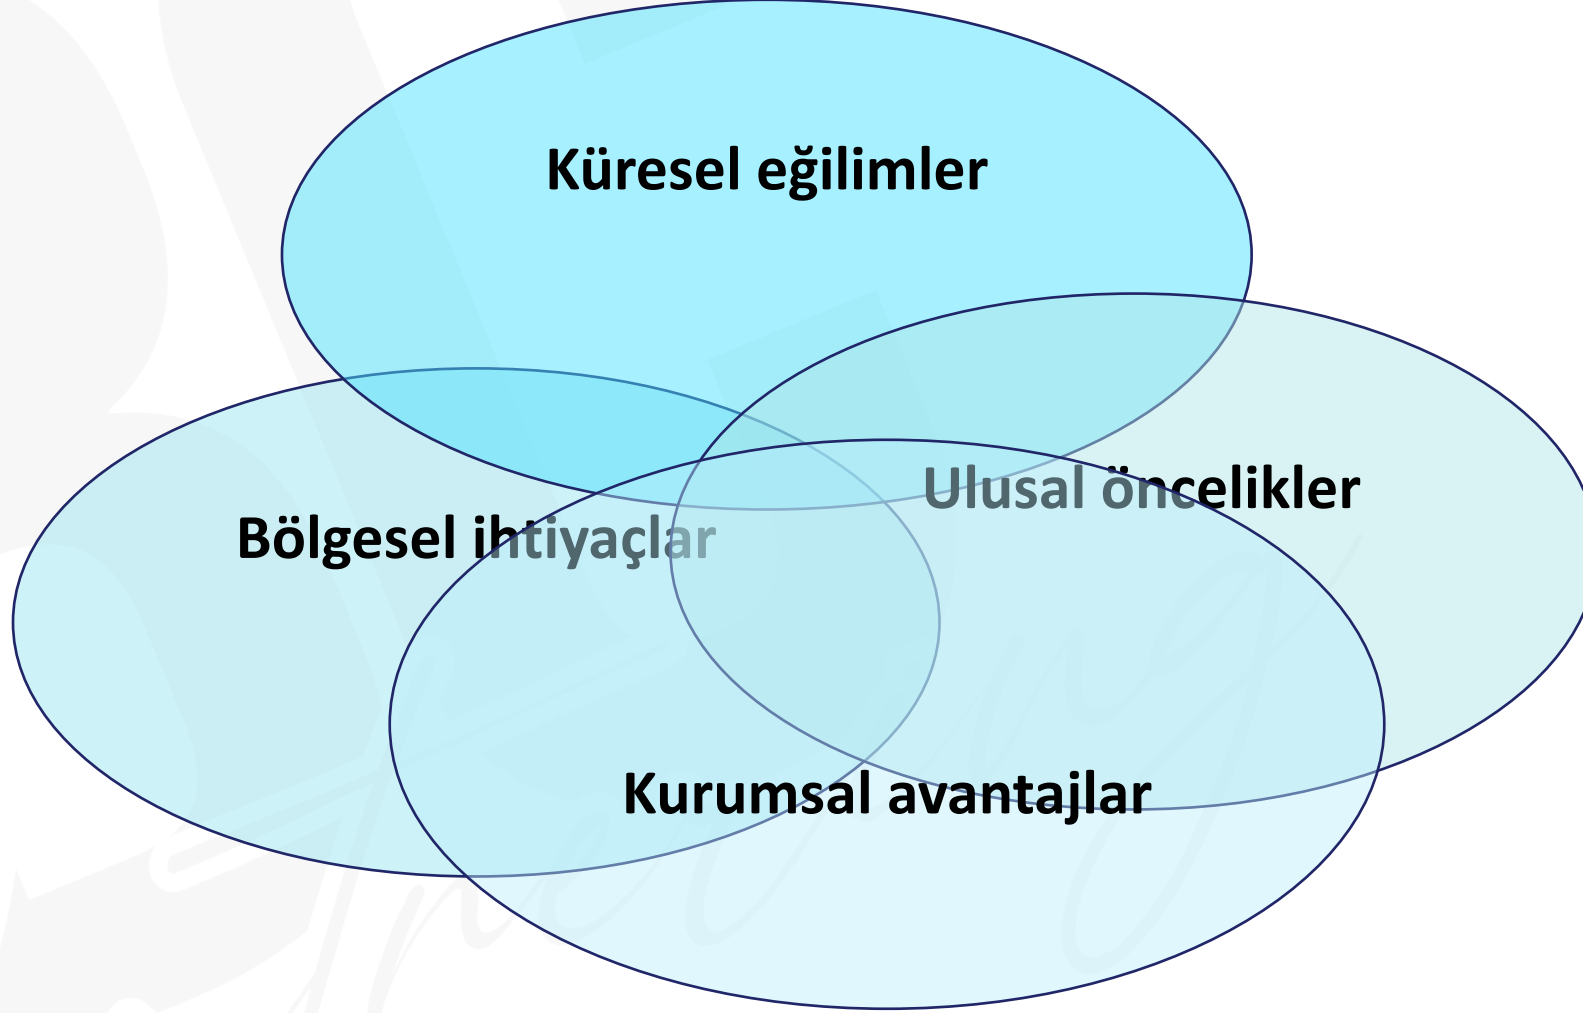 Küresel eğilimler
Ulusal öncelikler
Bölgesel ihtiyaçlar
Kurumsal avantajlar